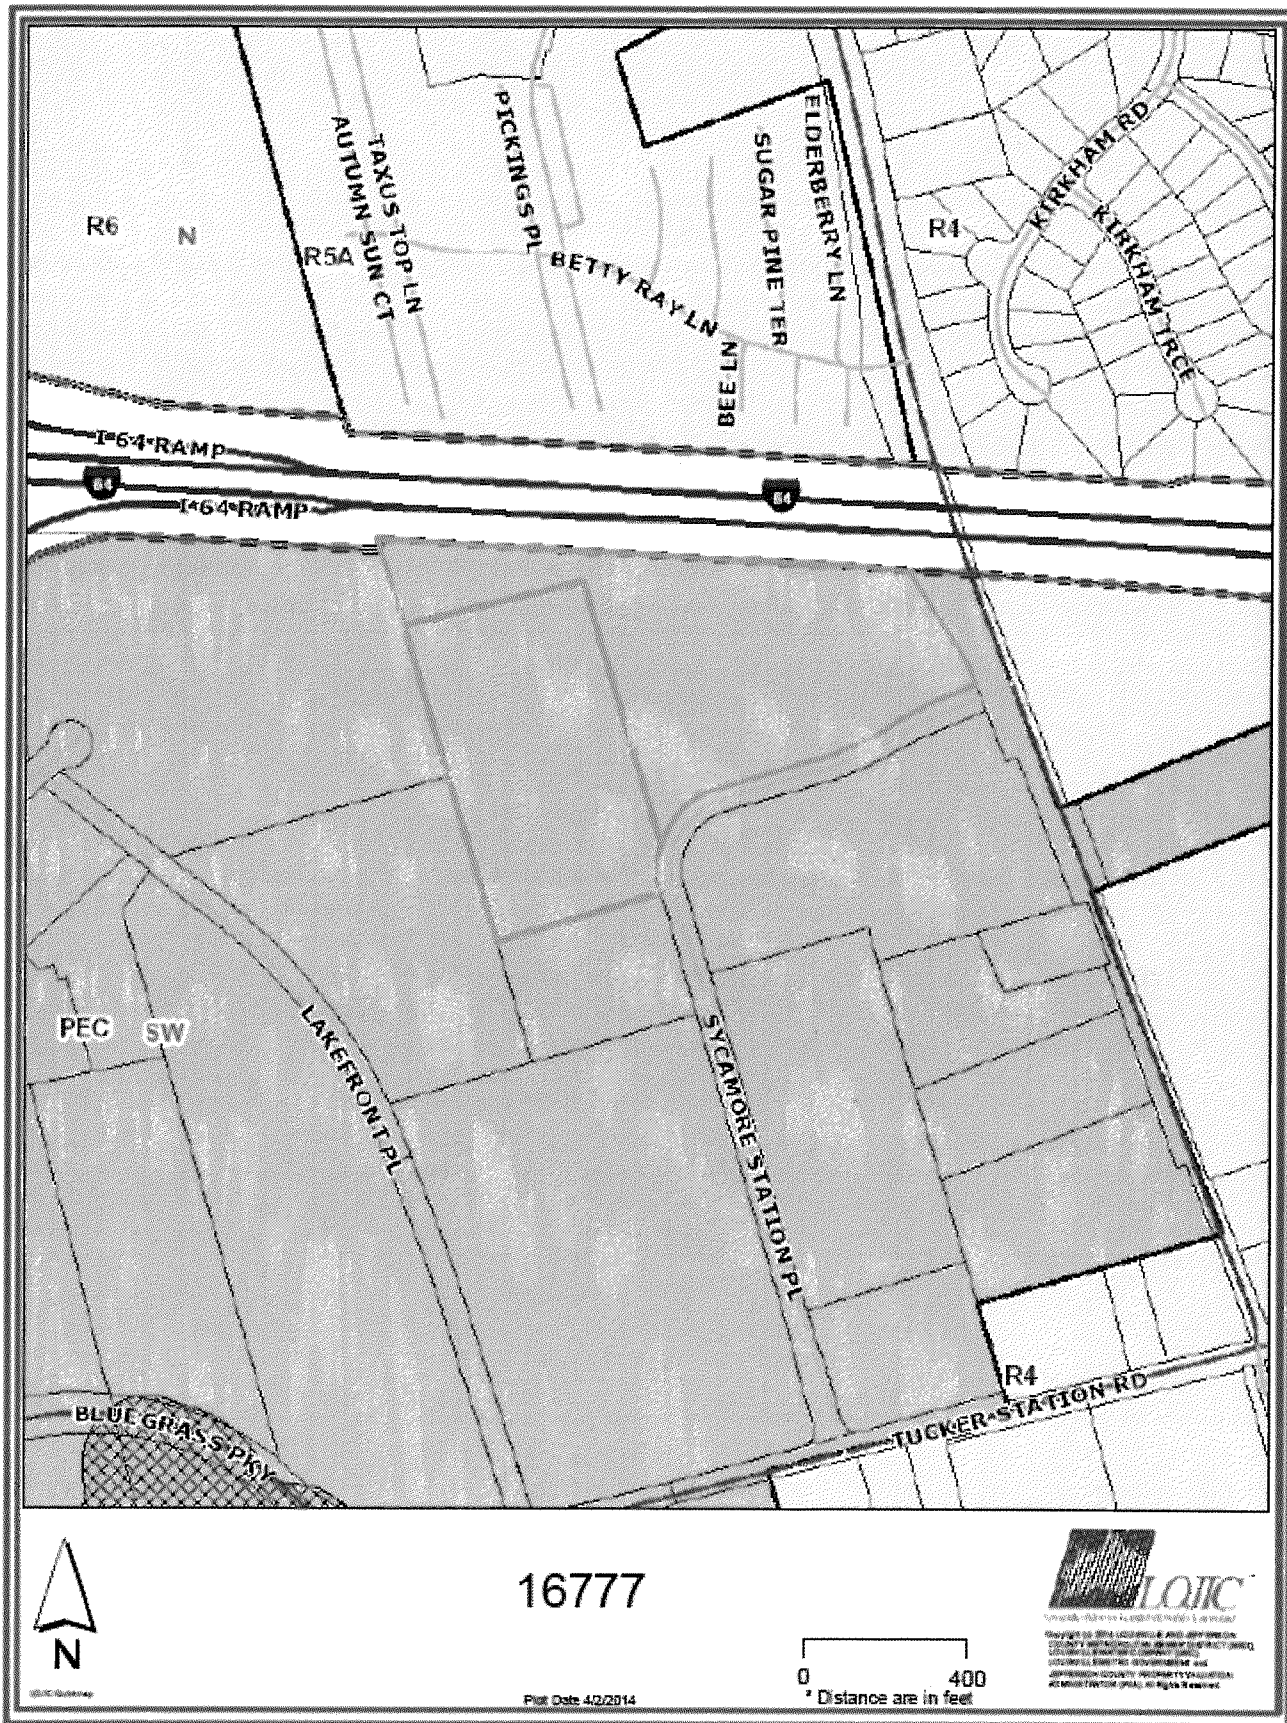 TAXUS TOP LN
AUTUMN SUN CT
PICKINGS PL
BETTY RAY LN
BEE LN
SUGAR PINE TER
ELDERBERRY LN
KIRKHAM RD
KIRKHAM TRCE
R6
N
R5A
R4
I-64 RAMP
64
I-64 RAMP
64
PEC
SW
LAKEFRONT PL
SYCAMORE STATION PL
R4
TUCKER STATION RD
BLUEGRASS PKY
N
16777
LOJIC
0 400
* Distance are in feet
Plot Date 4/2/2014